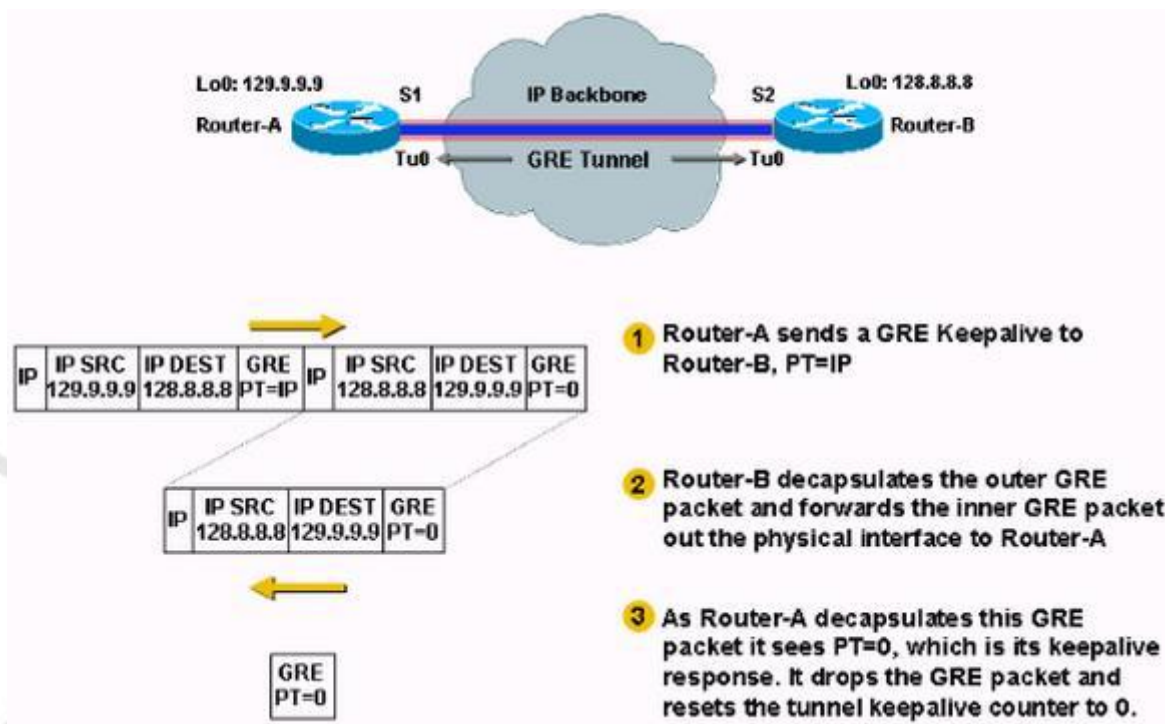 Lo0: 129.9.9.9
S1
IP Backbone
S2
Lo0: 128.8.8.8
Router-A
Router-B
Tu0
GRE Tunnel
Tu0
IP
IP SRC
129.9.9.9
IP DEST
128.8.8.8
GRE
PT=IP
IP
IP SRC
128.8.8.8
IP DEST
129.9.9.9
GRE
PT=0
1 Router-A sends a GRE Keepalive to
Router-B, PT=IP
IP
IP SRC
128.8.8.8
IP DEST
129.9.9.9
GRE
PT=0
2 Router-B decapsulates the outer GRE
packet and forwards the inner GRE packet
out the physical interface to Router-A
GRE
PT=0
3 As Router-A decapsulates this GRE
packet it sees PT=0, which is its keepalive
response. It drops the GRE packet and
resets the tunnel keepalive counter to 0.